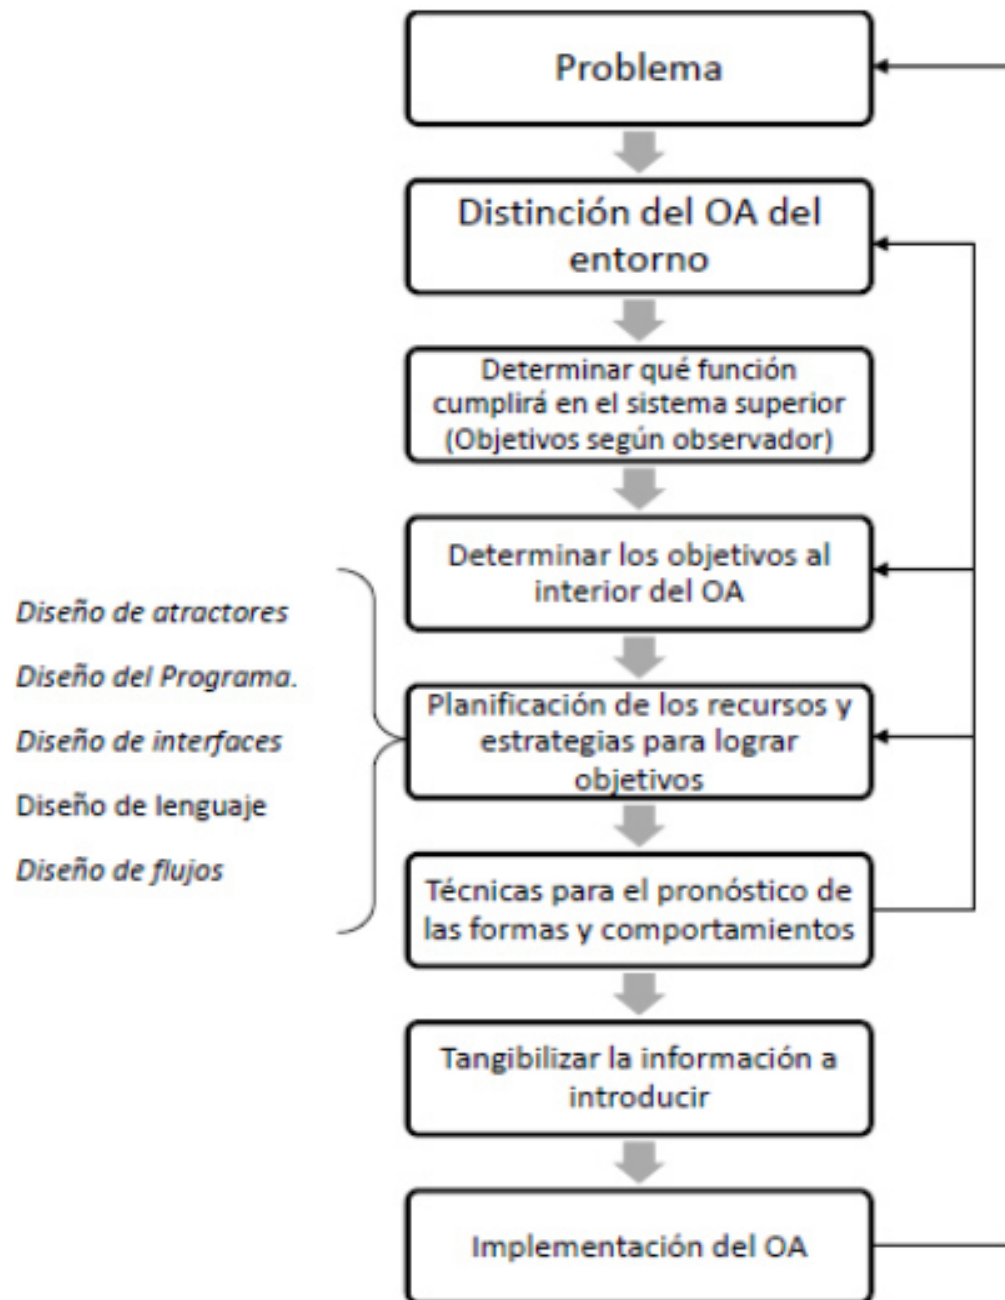 Problema
Distinción del OA del
entorno
Determinar qué función
cumplirá en el sistema superior
(Objetivos según observador)
Determinar los objetivos al
interior del OA
Diseño de atractores
Diseño del Programa.
Diseño de interfaces
Diseño de lenguaje
Diseño de flujos
Planificación de los recursos y
estrategias para lograr
objetivos
Técnicas para el pronóstico de
las formas y comportamientos
Tangibilizar la información a
introducir
Implementación del OA